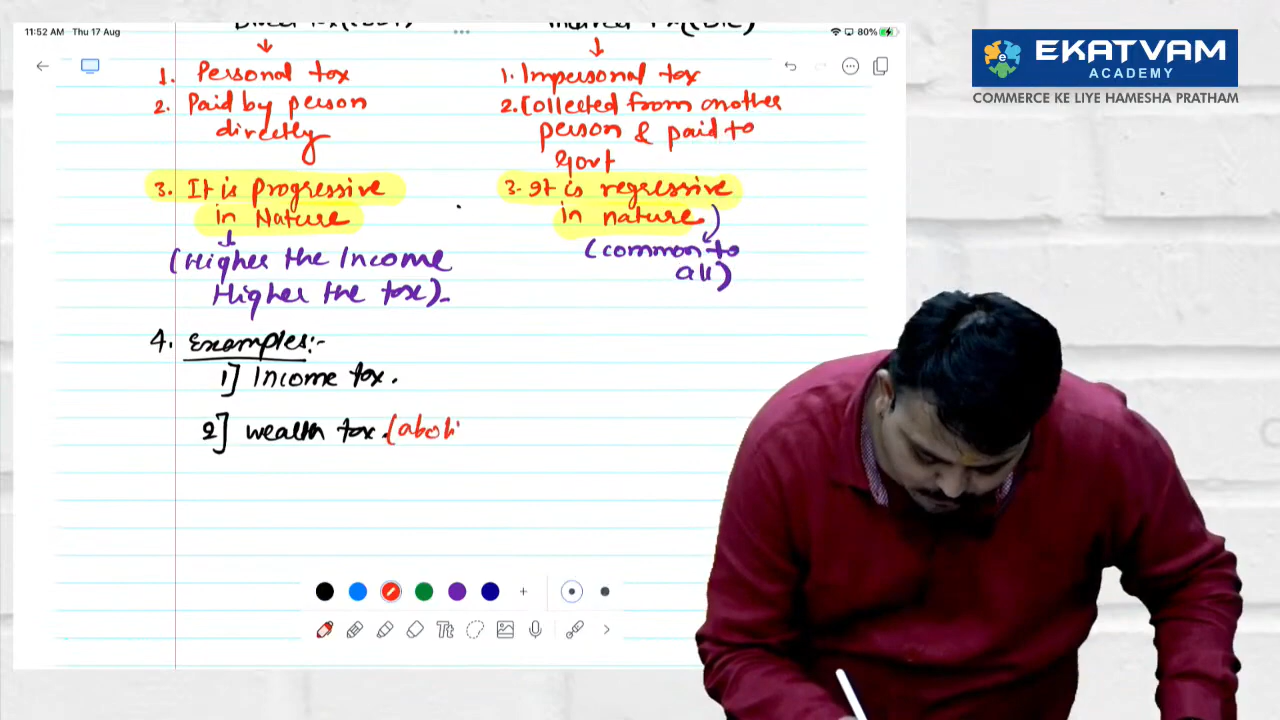 11:52 AM Thu 17 Aug
80%
EKATVAM
ACADEMY
COMMERCE KE LIYE HAMESHA PRATHAM
1. Personal tax
2. Paid by person
directly
3. It is Progressive
in Nature
(Higher the Income
Higher the tax).
1. Impersonal tax
2. Collected from another
person & paid to
Govt
3. It is regressive
in nature
(common to
all)
4. Examples:-
1] Income tax.
2] wealth tax. (aboli
Tt